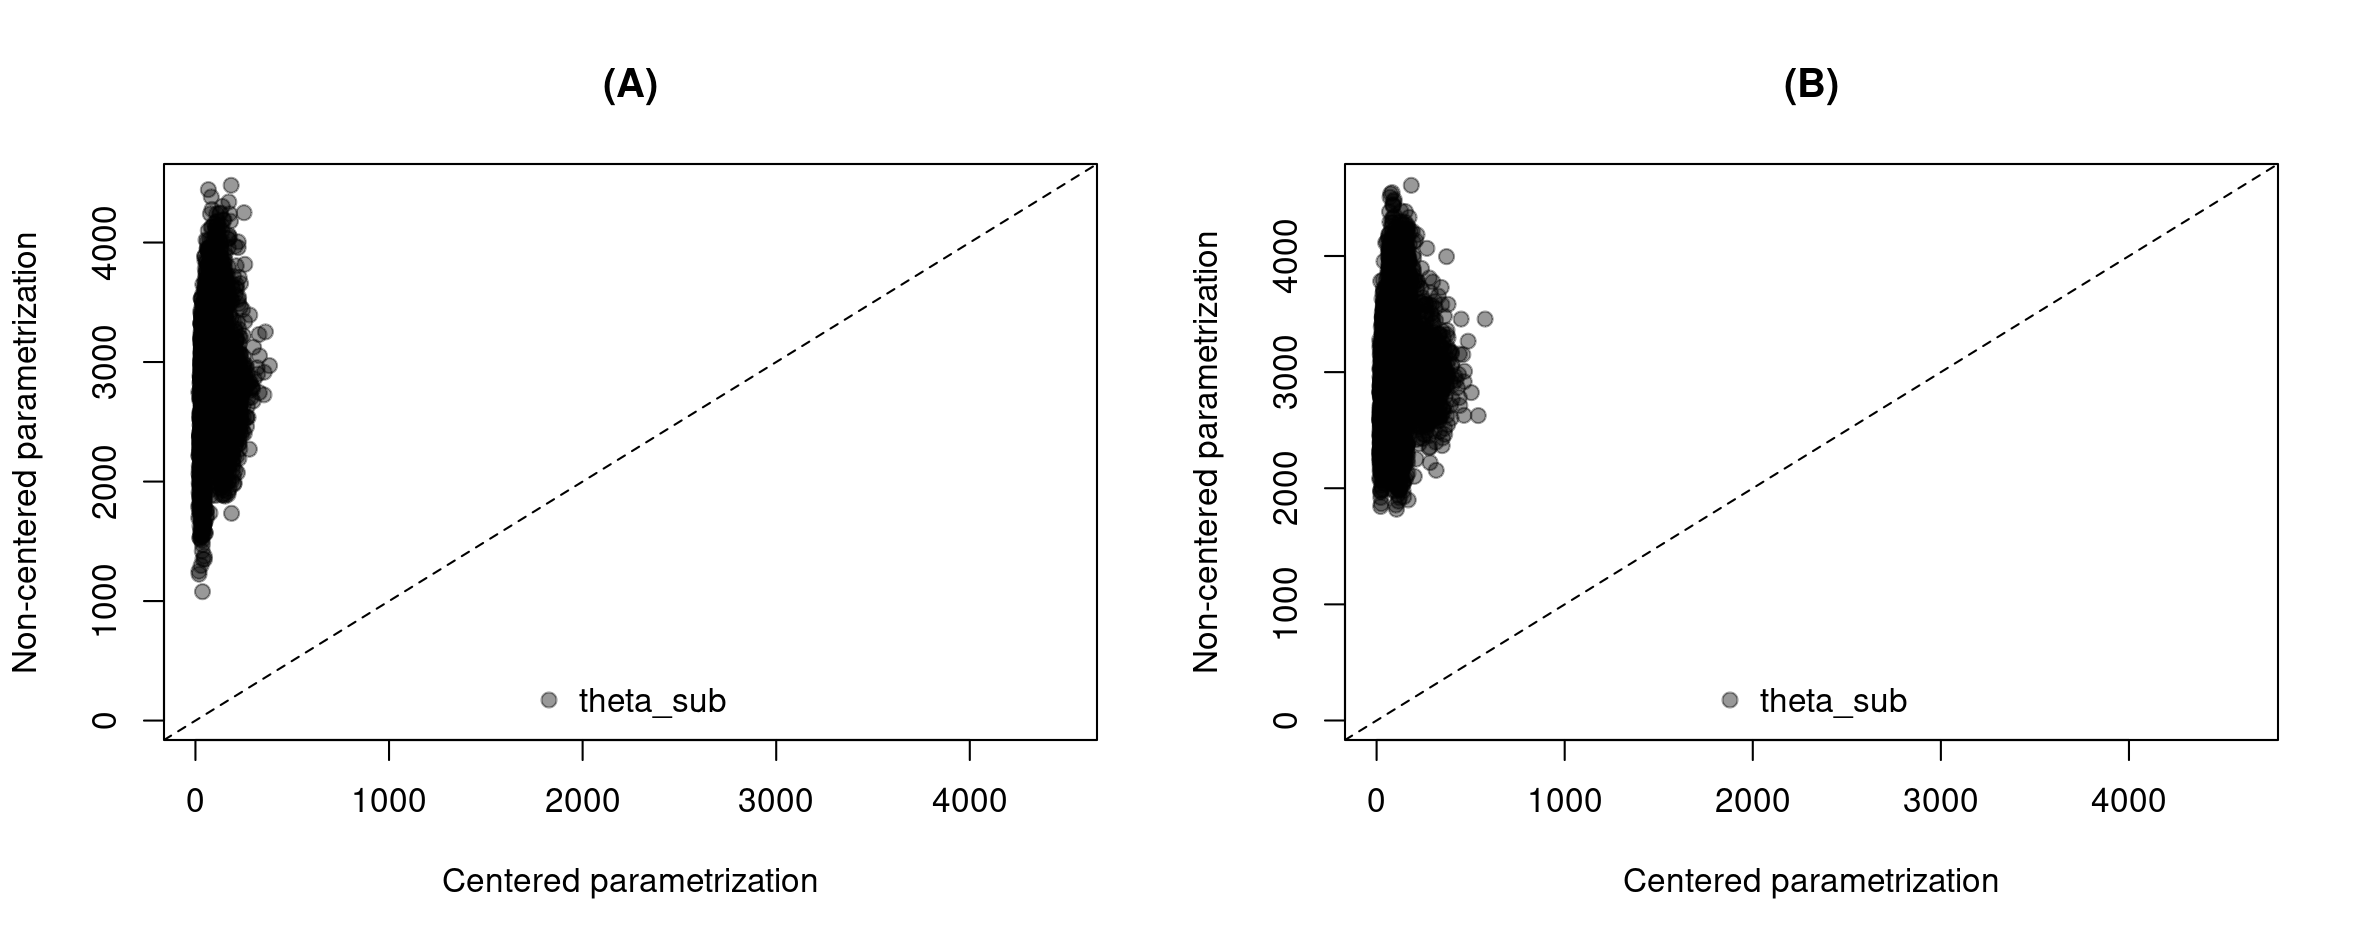 (A)
Non-centered parametrization
4000
3000
2000
1000
0
theta_sub
0 1000 2000 3000 4000
Centered parametrization
(B)
Non-centered parametrization
4000
3000
2000
1000
0
theta_sub
0 1000 2000 3000 4000
Centered parametrization